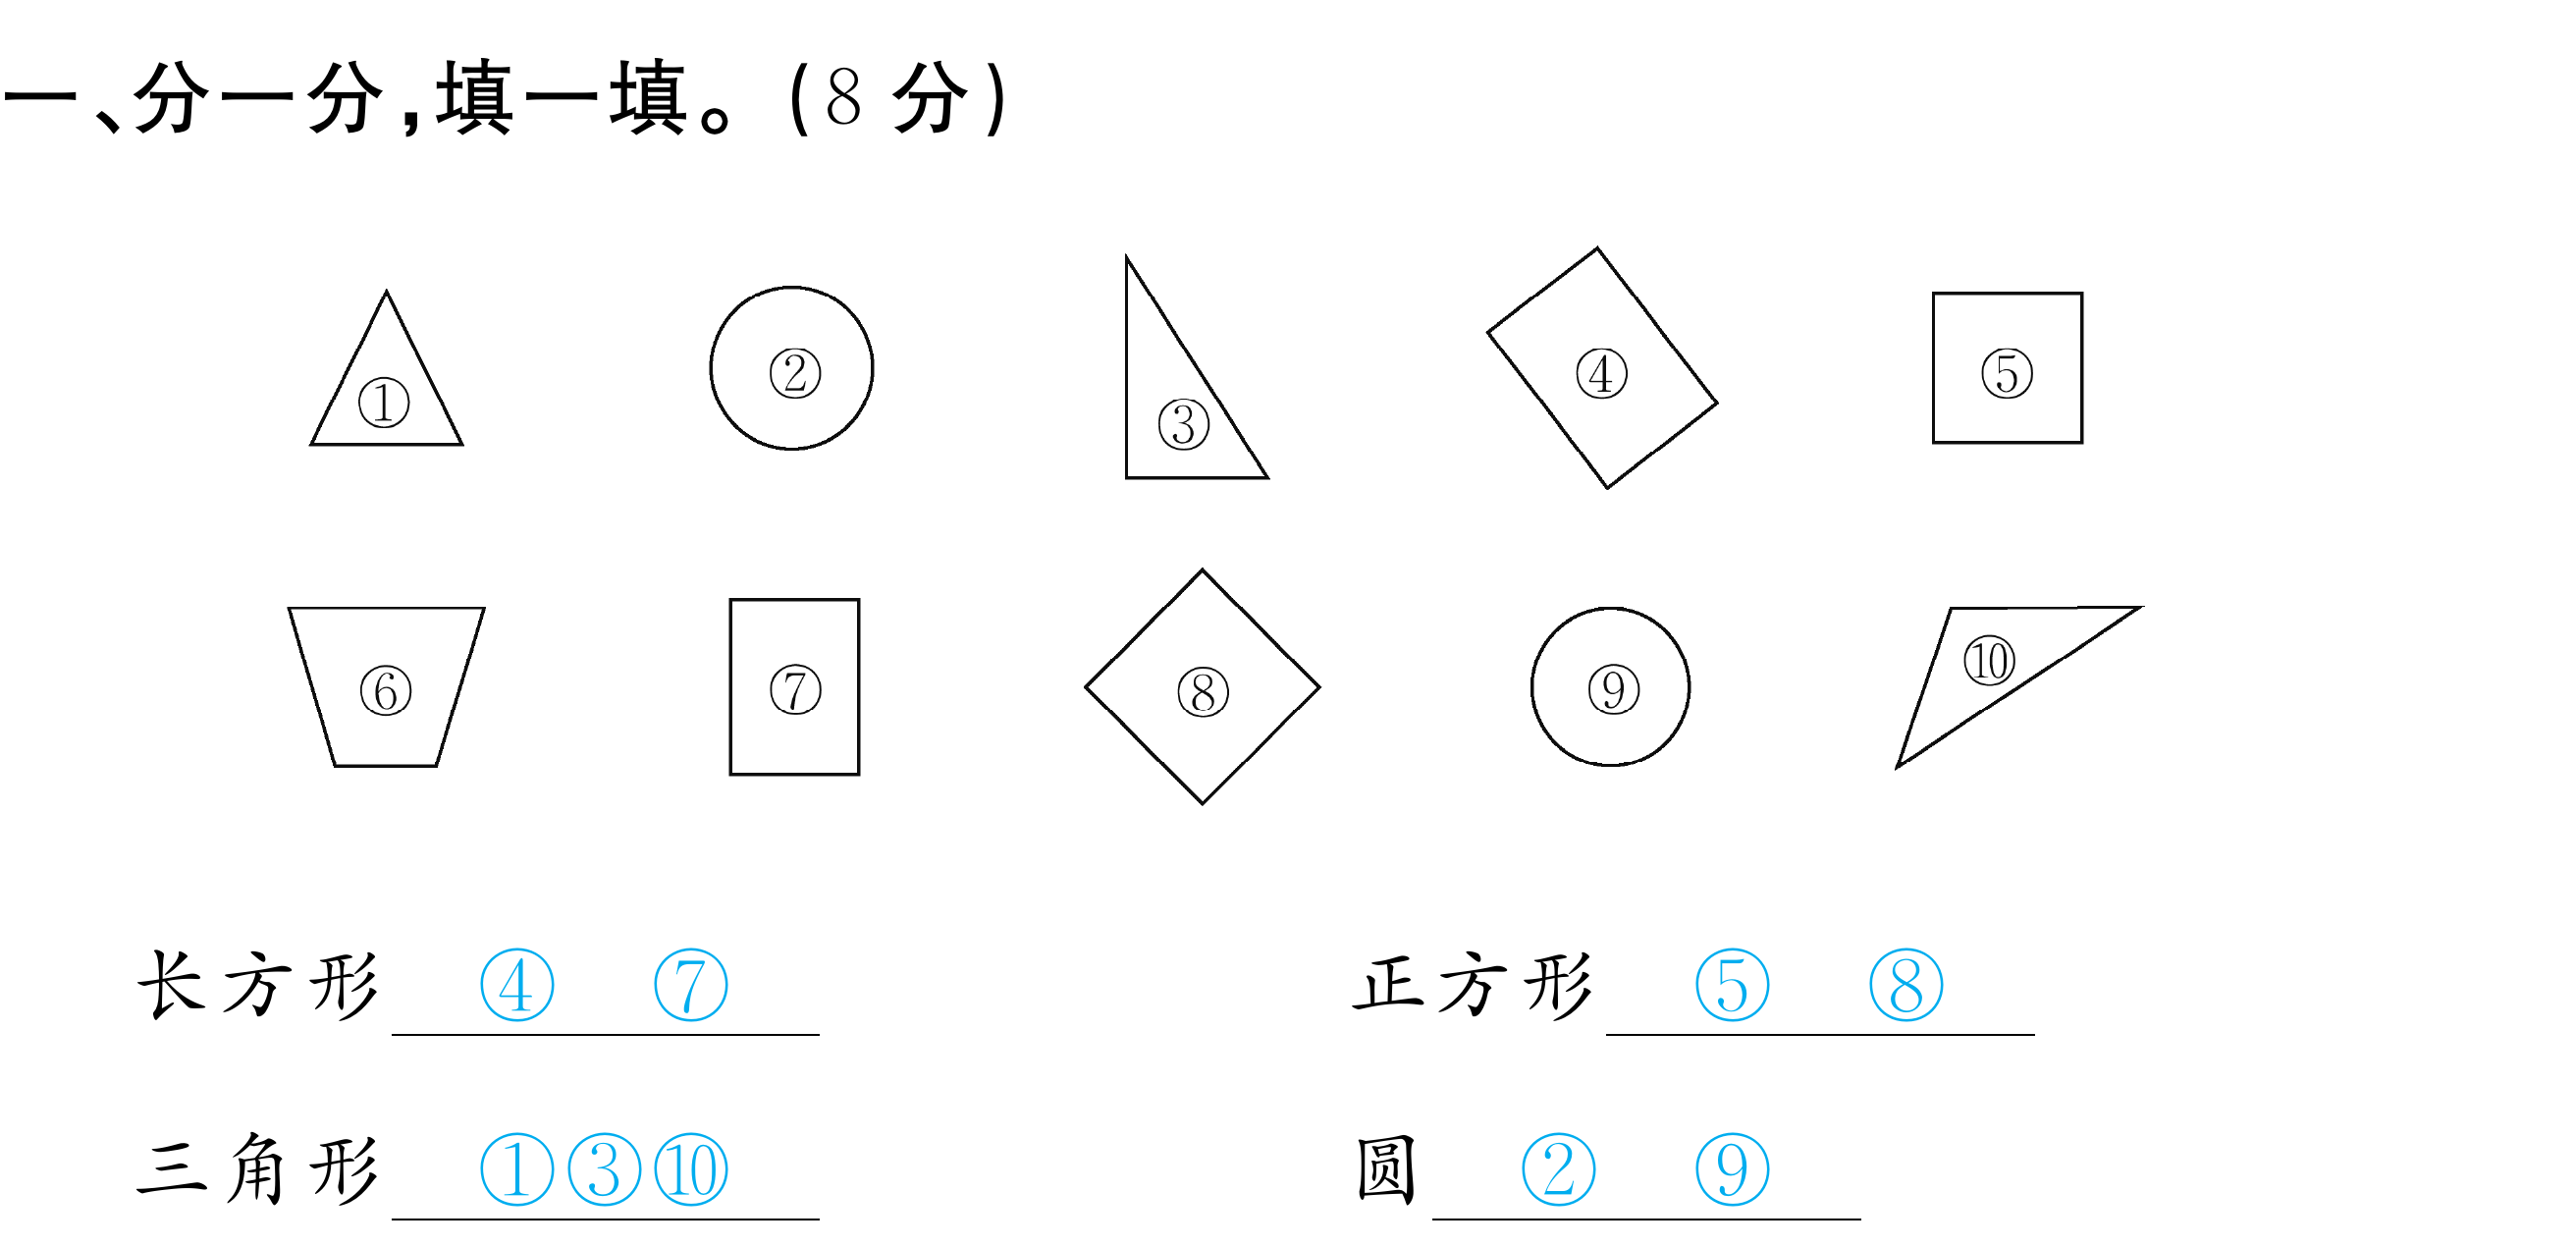 一、分一分,填一填。(8 分)
① ② ③ ④ ⑤
⑥ ⑦ ⑧ ⑨ ⑩
长方形 ④ ⑦ 正方形 ⑤ ⑧
三角形 ①③⑩ 圆 ② ⑨